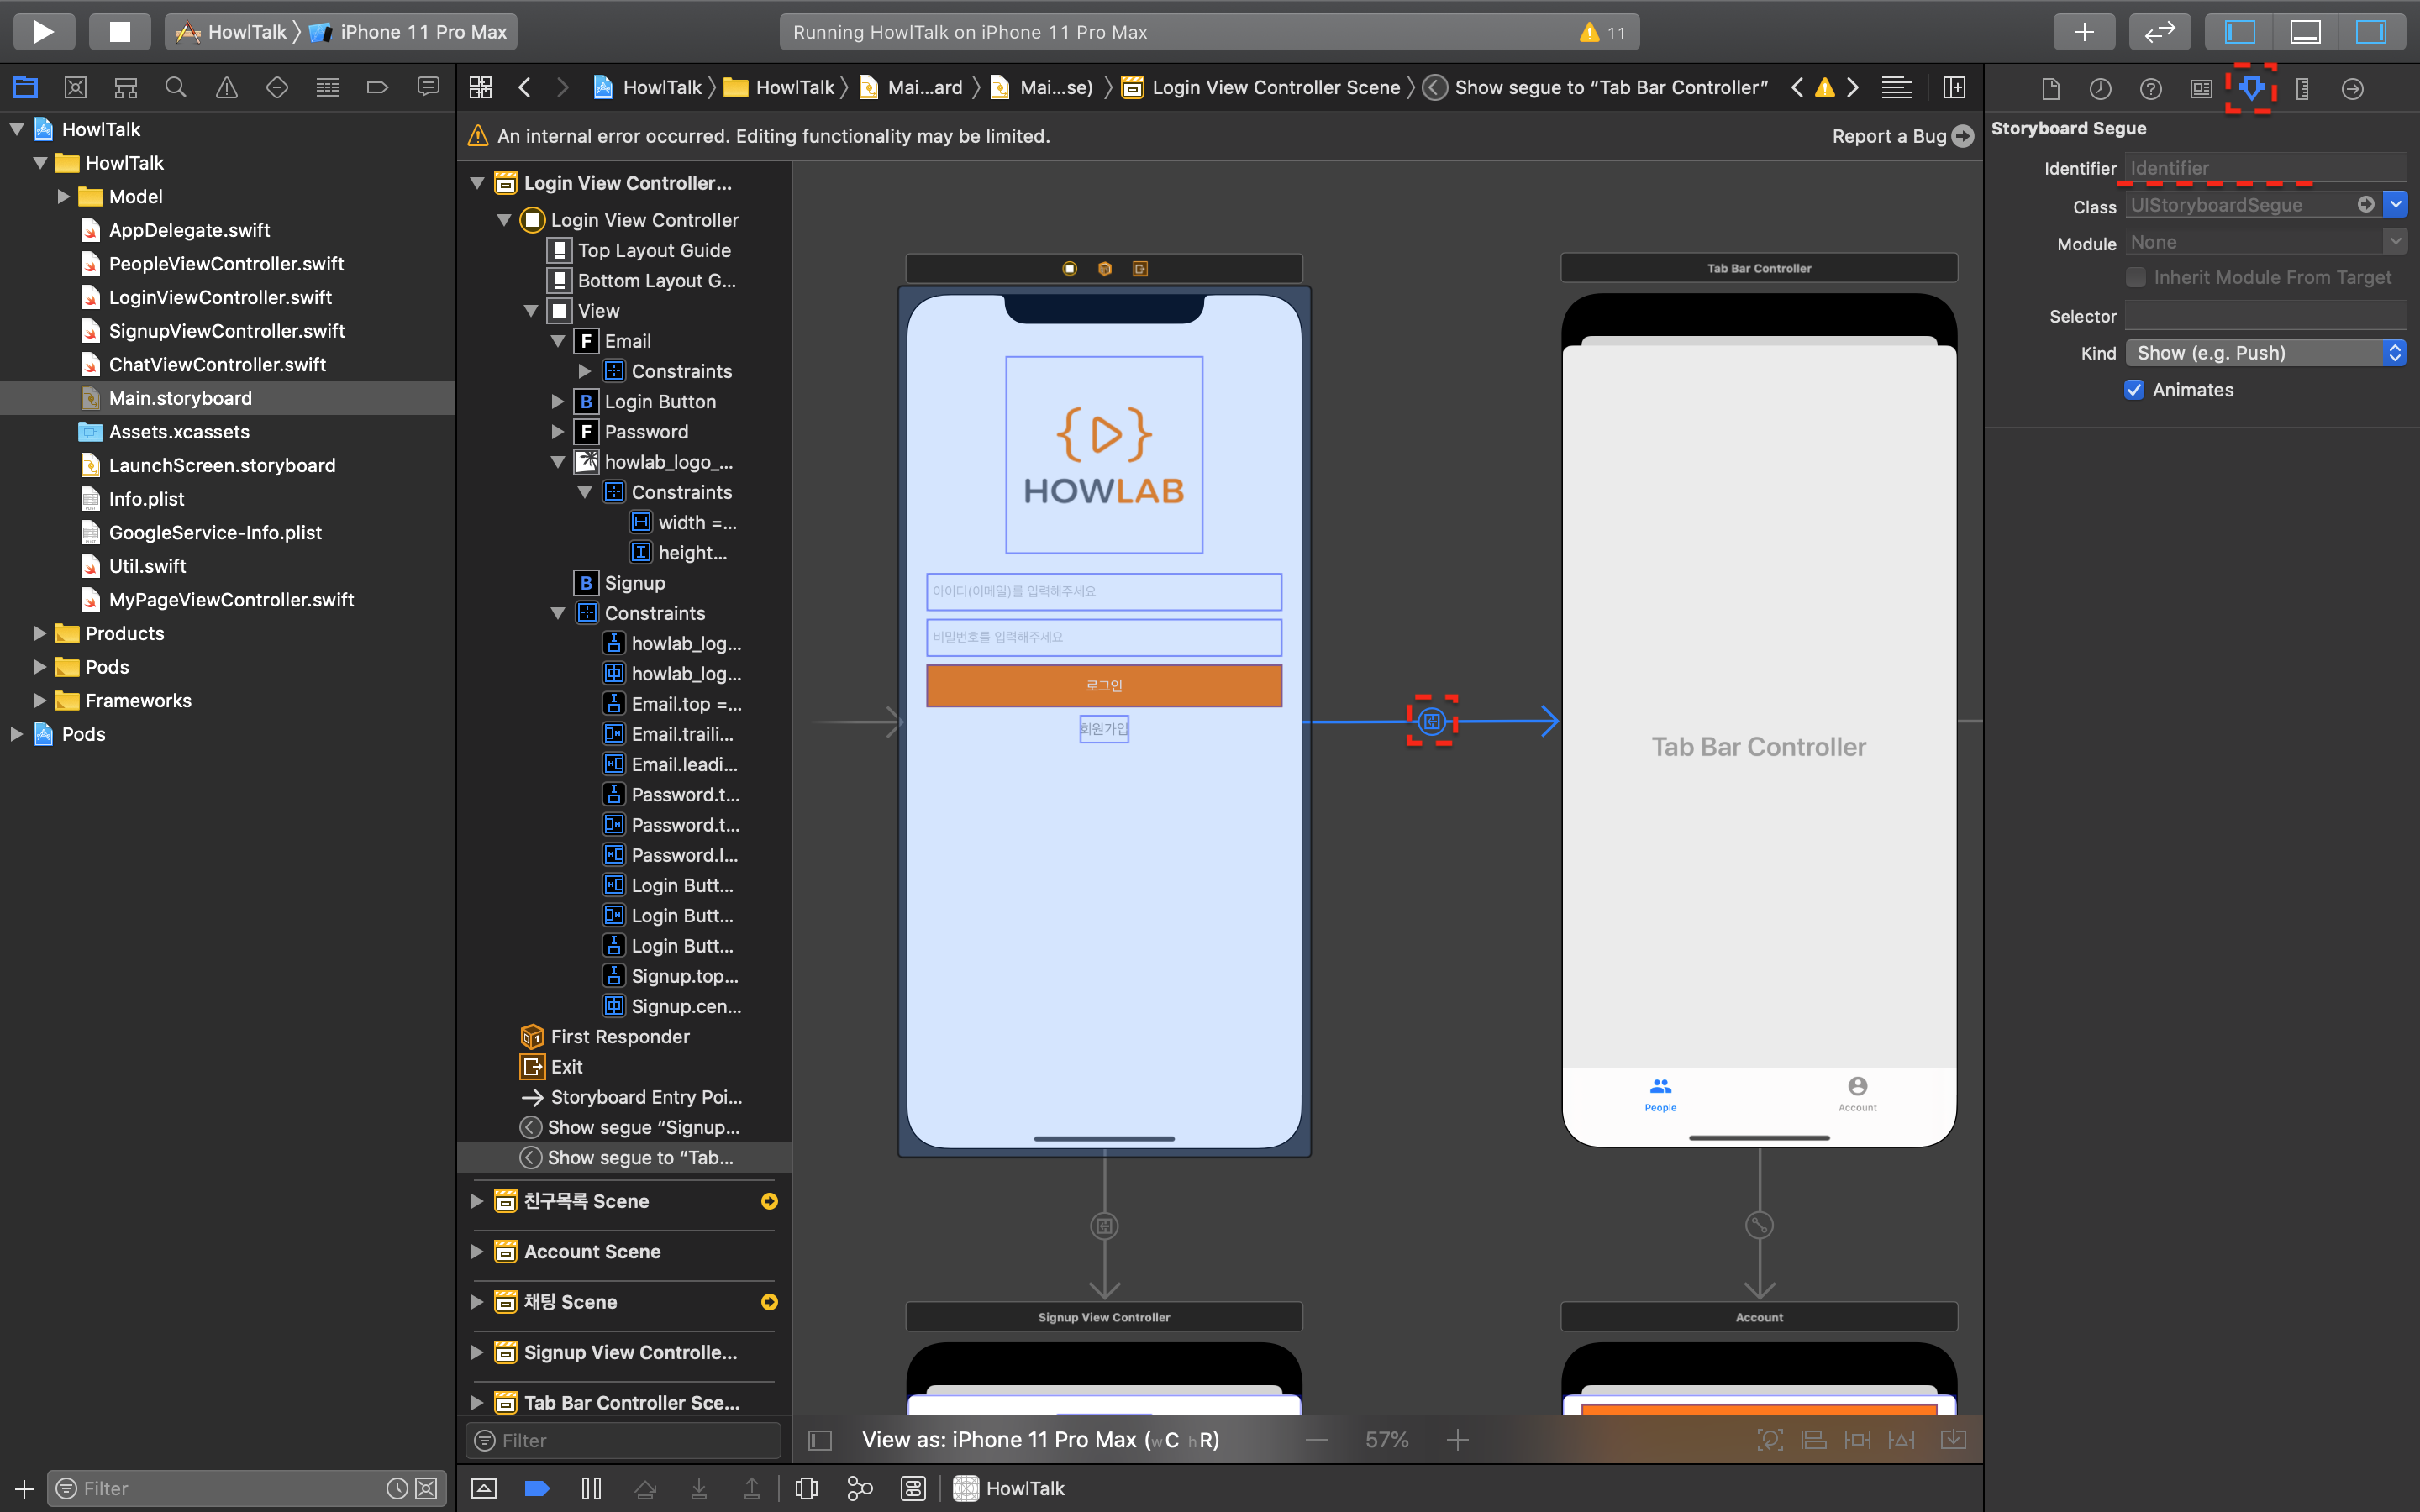 HowlTalk
iPhone 11 Pro Max
Running HowlTalk on iPhone 11 Pro Max
11
HowlTalk
HowlTalk
Mai...ard
Mai...se)
Login View Controller Scene
Show segue to “Tab Bar Controller”
An internal error occurred. Editing functionality may be limited.
Report a Bug
HowlTalk
HowlTalk
Model
AppDelegate.swift
PeopleViewController.swift
LoginViewController.swift
SignupViewController.swift
ChatViewController.swift
Main.storyboard
Assets.xcassets
LaunchScreen.storyboard
Info.plist
GoogleService-Info.plist
Util.swift
MyPageViewController.swift
Products
Pods
Frameworks
Pods
Filter
Login View Controller...
Login View Controller
Top Layout Guide
Bottom Layout G...
View
F Email
Constraints
B Login Button
F Password
howlab_logo_...
Constraints
width =...
height...
B Signup
Constraints
howlab_log...
howlab_log...
Email.top =...
Email.traili...
Email.leadi...
Password.t...
Password.t...
Password.l...
Login Butt...
Login Butt...
Login Butt...
Signup.top...
Signup.cen...
First Responder
Exit
Storyboard Entry Poi...
Show segue “Signup...
Show segue to “Tab...
친구목록 Scene
Account Scene
채팅 Scene
Signup View Controlle...
Tab Bar Controller Sce...
Filter
HOWLAB
아이디(이메일)를 입력해주세요
비밀번호를 입력해주세요
로그인
회원가입
Tab Bar Controller
Tab Bar Controller
People
Account
Signup View Controller
Account
View as: iPhone 11 Pro Max (wC hR)
57%
HowlTalk
Storyboard Segue
Identifier
Identifier
Class
UIStoryboardSegue
Module
None
Inherit Module From Target
Selector
Kind
Show (e.g. Push)
Animates